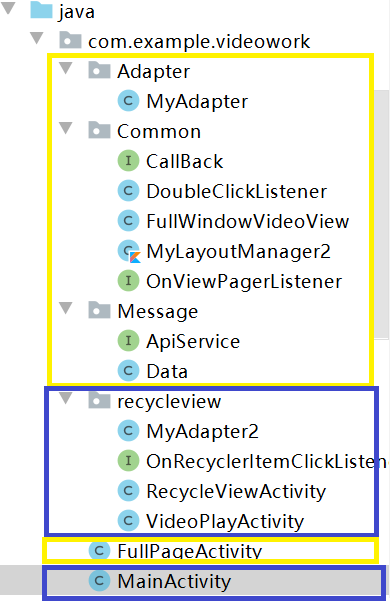 java
com.example.videowork
Adapter
C MyAdapter
Common
I CallBack
C DoubleClickListener
C FullWindowVideoView
C MyLayoutManager2
I OnViewPagerListener
Message
I ApiService
C Data
recycleview
C MyAdapter2
I OnRecyclerItemClickListen
C RecycleViewActivity
C VideoPlayActivity
C FullPageActivity
C MainActivity